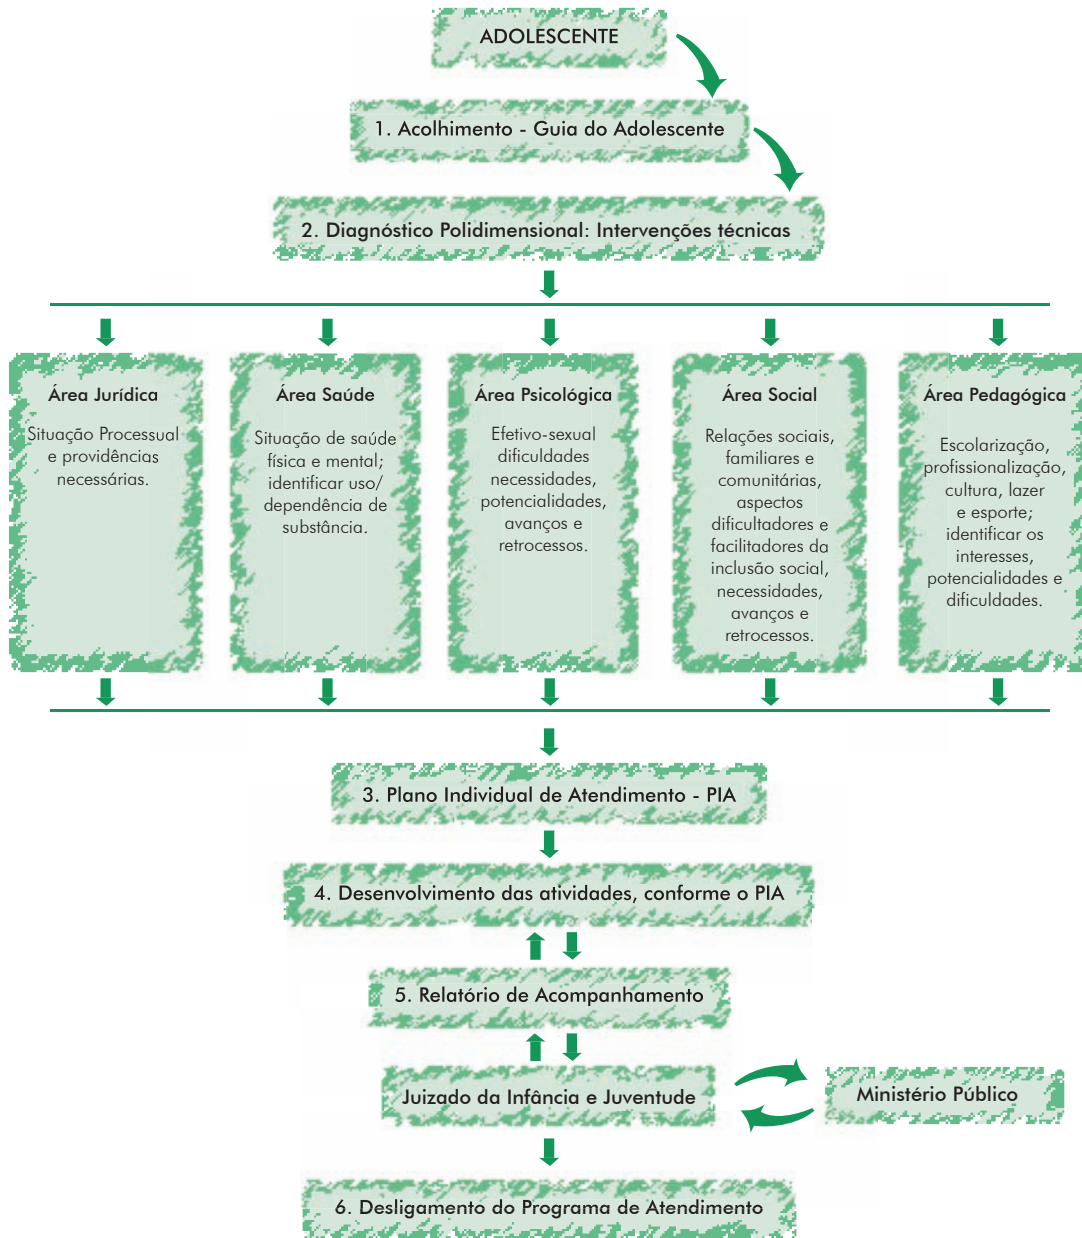 ADOLESCENTE
1. Acolhimento - Guia do Adolescente
2. Diagnóstico Polidimensional: Intervenções técnicas
Área Jurídica
Situação Processual
e providências
necessárias.
Área Saúde
Situação de saúde
física e mental;
identificar uso/
dependência de
substância.
Área Psicológica
Efetivo-sexual
dificuldades
necessidades,
potencialidades,
avanços e
retrocessos.
Área Social
Relações sociais,
familiares e
comunitárias,
aspectos
dificultadores e
facilitadores da
inclusão social,
necessidades,
avanços e
retrocessos.
Área Pedagógica
Escolarização,
profissionalização,
cultura, lazer
e esporte;
identificar os
interesses,
potencialidades e
dificuldades.
3. Plano Individual de Atendimento - PIA
4. Desenvolvimento das atividades, conforme o PIA
5. Relatório de Acompanhamento
Juizado da Infância e Juventude
Ministério Público
6. Desligamento do Programa de Atendimento